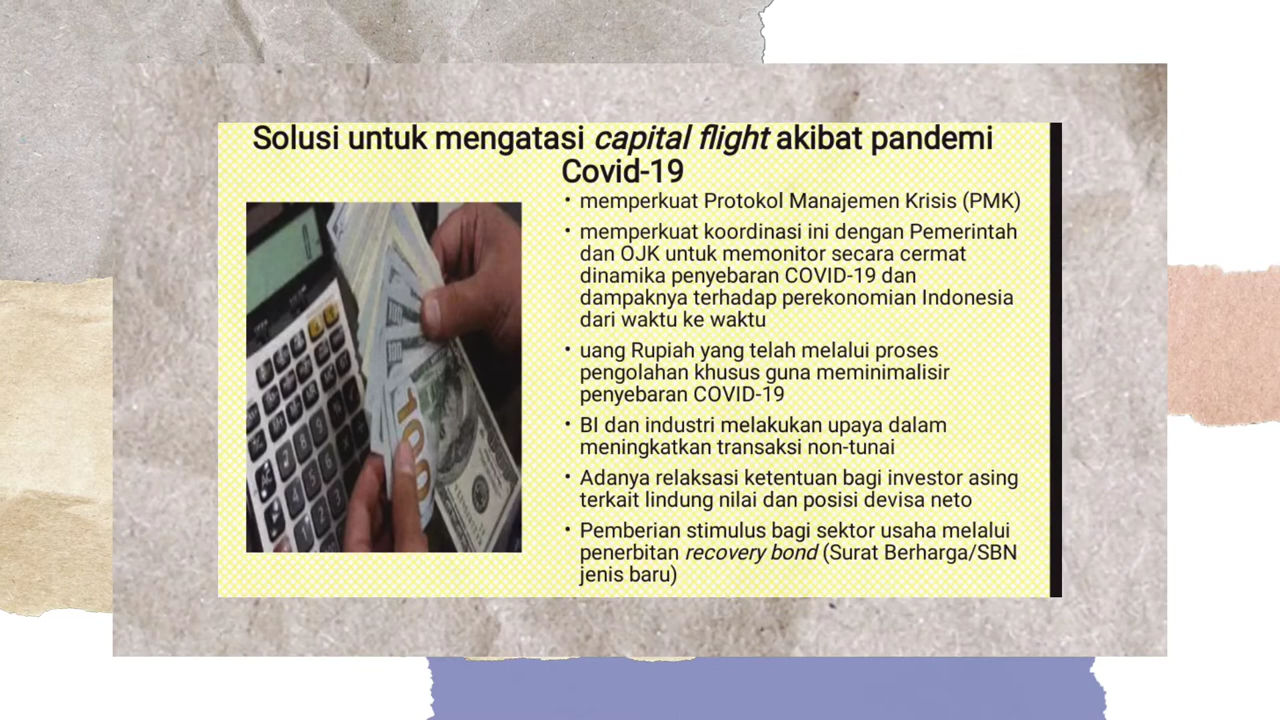 Solusi untuk mengatasi capital flight akibat pandemi
Covid-19
• memperkuat Protokol Manajemen Krisis (PMK)
• memperkuat koordinasi ini dengan Pemerintah
dan OJK untuk memonitor secara cermat
dinamika penyebaran COVID-19 dan
dampaknya terhadap perekonomian Indonesia
dari waktu ke waktu
• uang Rupiah yang telah melalui proses
pengolahan khusus guna meminimalisir
penyebaran COVID-19
• BI dan industri melakukan upaya dalam
meningkatkan transaksi non-tunai
• Adanya relaksasi ketentuan bagi investor asing
terkait lindung nilai dan posisi devisa neto
• Pemberian stimulus bagi sektor usaha melalui
penerbitan recovery bond (Surat Berharga/SBN
jenis baru)